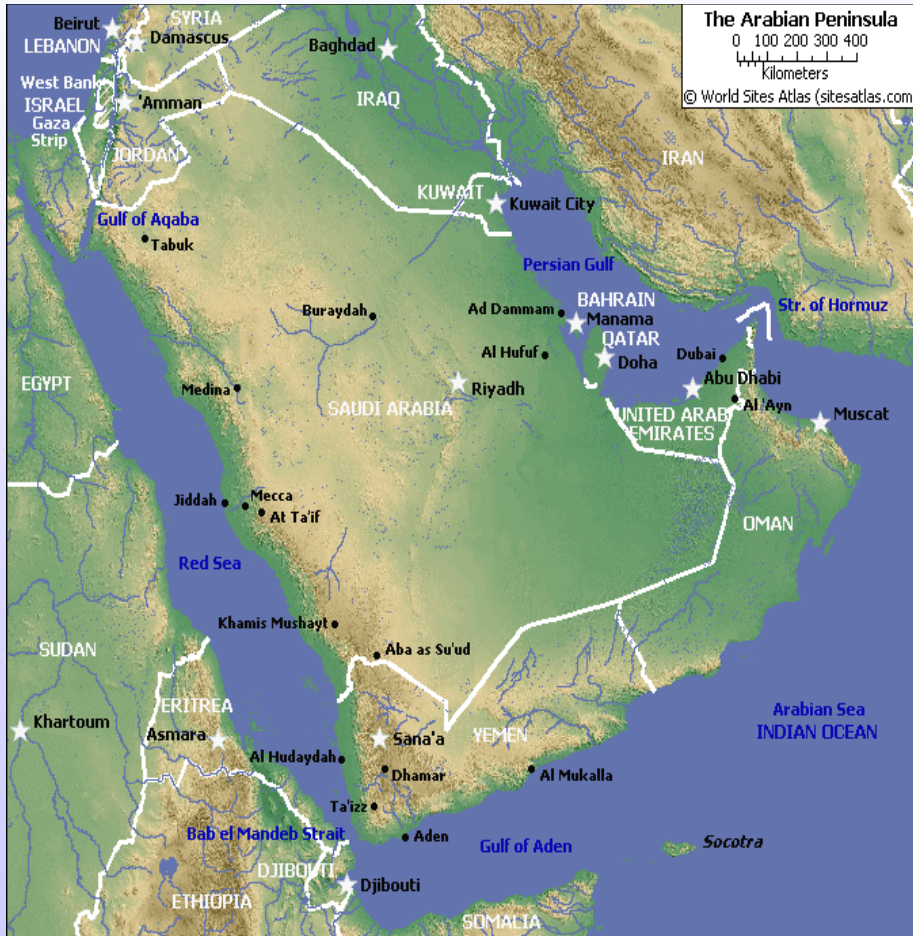 The Arabian Peninsula
0 100 200 300 400
Kilometers
© World Sites Atlas (sitesatlas.com
SYRIA
Beirut
LEBANON
Damascus
Baghdad
West Bank
ISRAEL
'Amman
Gaza
Strip
IRAQ
JORDAN
IRAN
KUWAIT
Kuwait City
Gulf of Aqaba
Tabuk
Persian Gulf
BAHRAIN
Str. of Hormuz
Buraydah
Ad Dammam
Manama
QATAR
Al Hufuf
Doha
Dubai
EGYPT
Medina
Riyadh
Abu Dhabi
SAUDI ARABIA
Al 'Ayn
UNITED ARAB
EMIRATES
Muscat
Jiddah
Mecca
At Ta'if
OMAN
Red Sea
Khamis Mushayt
SUDAN
Aba as Su'ud
ERITREA
Khartoum
Asmara
Sana'a
YEMEN
Arabian Sea
INDIAN OCEAN
Al Hudaydah
Dhamar
Al Mukalla
Ta'izz
Bab el Mandeb Strait
Aden
Gulf of Aden
Socotra
DJIBOUTI
Djibouti
ETHIOPIA
SOMALIA